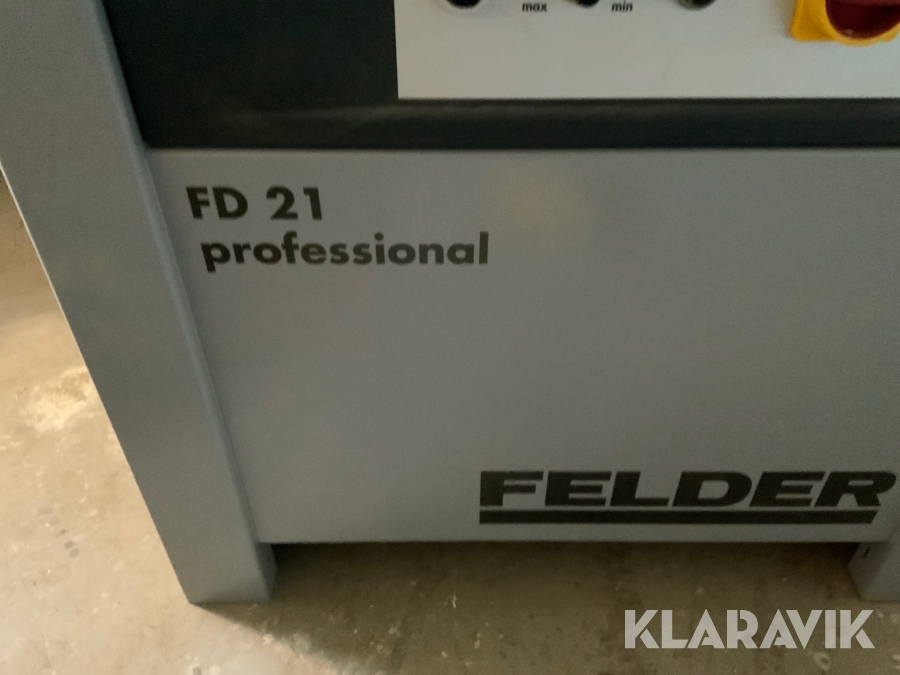 max min
FD 21
professional
FELDER
KLARAVIK